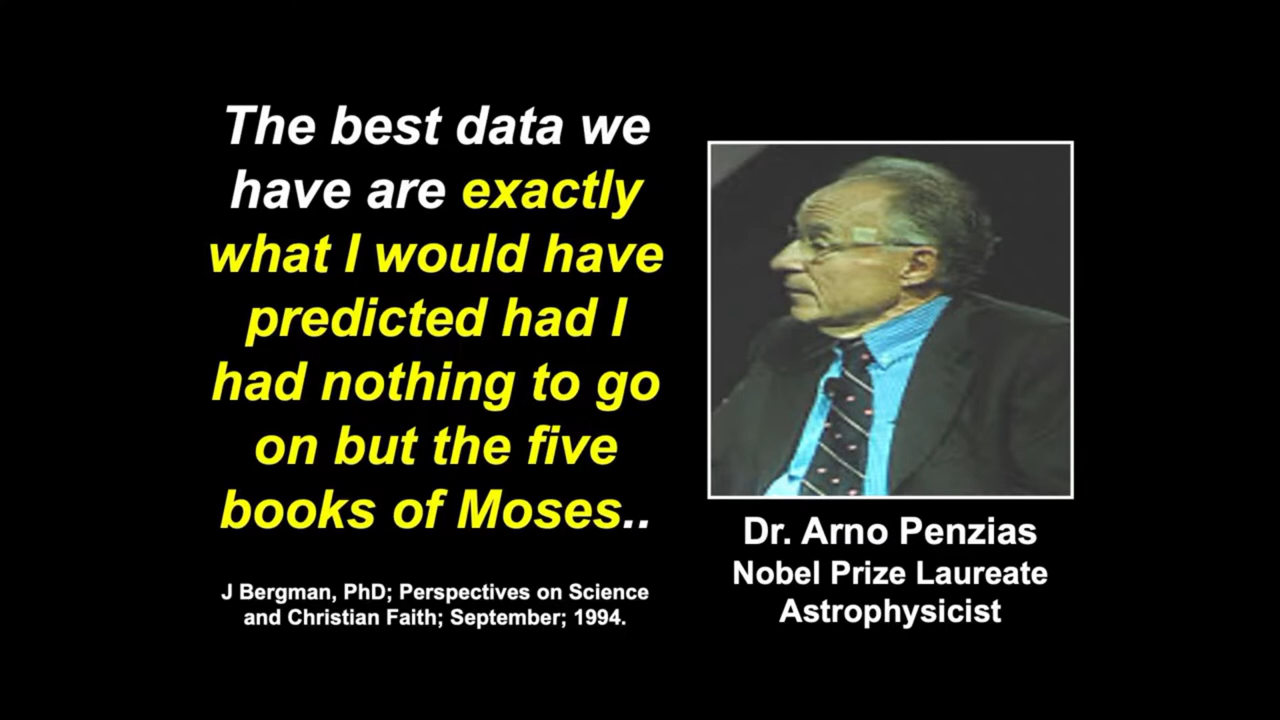 The best data we
have are exactly
what I would have
predicted had I
had nothing to go
on but the five
books of Moses..
J Bergman, PhD; Perspectives on Science
and Christian Faith; September; 1994.
Dr. Arno Penzias
Nobel Prize Laureate
Astrophysicist